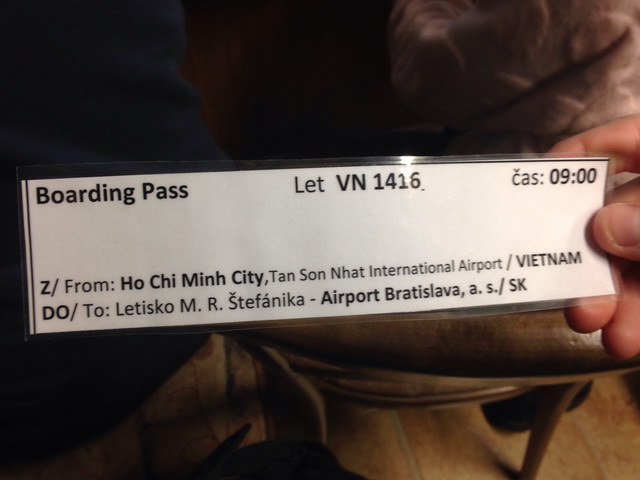 Boarding Pass Let VN 1416 čas: 09:00
Z/ From: Ho Chi Minh City,Tan Son Nhat International Airport / VIETNAM
DO/ To: Letisko M. R. Štefánika - Airport Bratislava, a. s./ SK